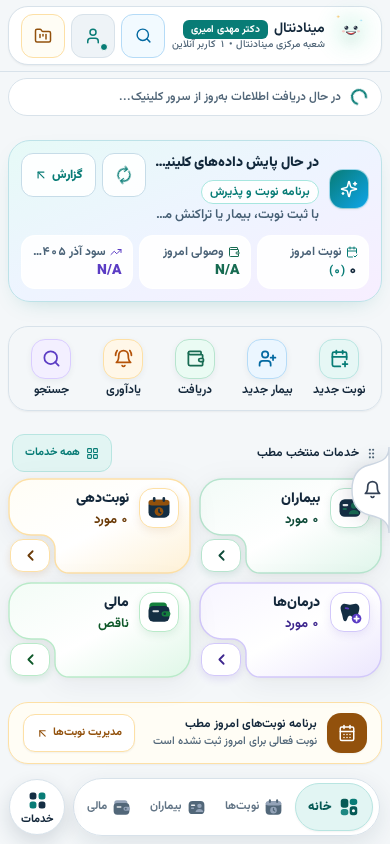 مینادنتال
دکتر مهدی امیری
شعبه مرکزی مینادنتال • ۱ کاربر آنلاین
در حال دریافت اطلاعات به‌روز از سرور کلینیک...
در حال پایش داده‌های کلینی...
برنامه نوبت و پذیرش
با ثبت نوبت، بیمار یا تراکنش م...
گزارش
نوبت امروز
۰ (۰)
وصولی امروز
N/A
سود آذر ۴۰۵...
N/A
نوبت جدید
بیمار جدید
دریافت
یادآوری
جستجو
خدمات منتخب مطب
همه خدمات
بیماران
۰ مورد
نوبت‌دهی
۰ مورد
درمان‌ها
۰ مورد
مالی
ناقص
برنامه نوبت‌های امروز مطب
نوبت فعالی برای امروز ثبت نشده است
مدیریت نوبت‌ها
خانه
نوبت‌ها
بیماران
مالی
خدمات